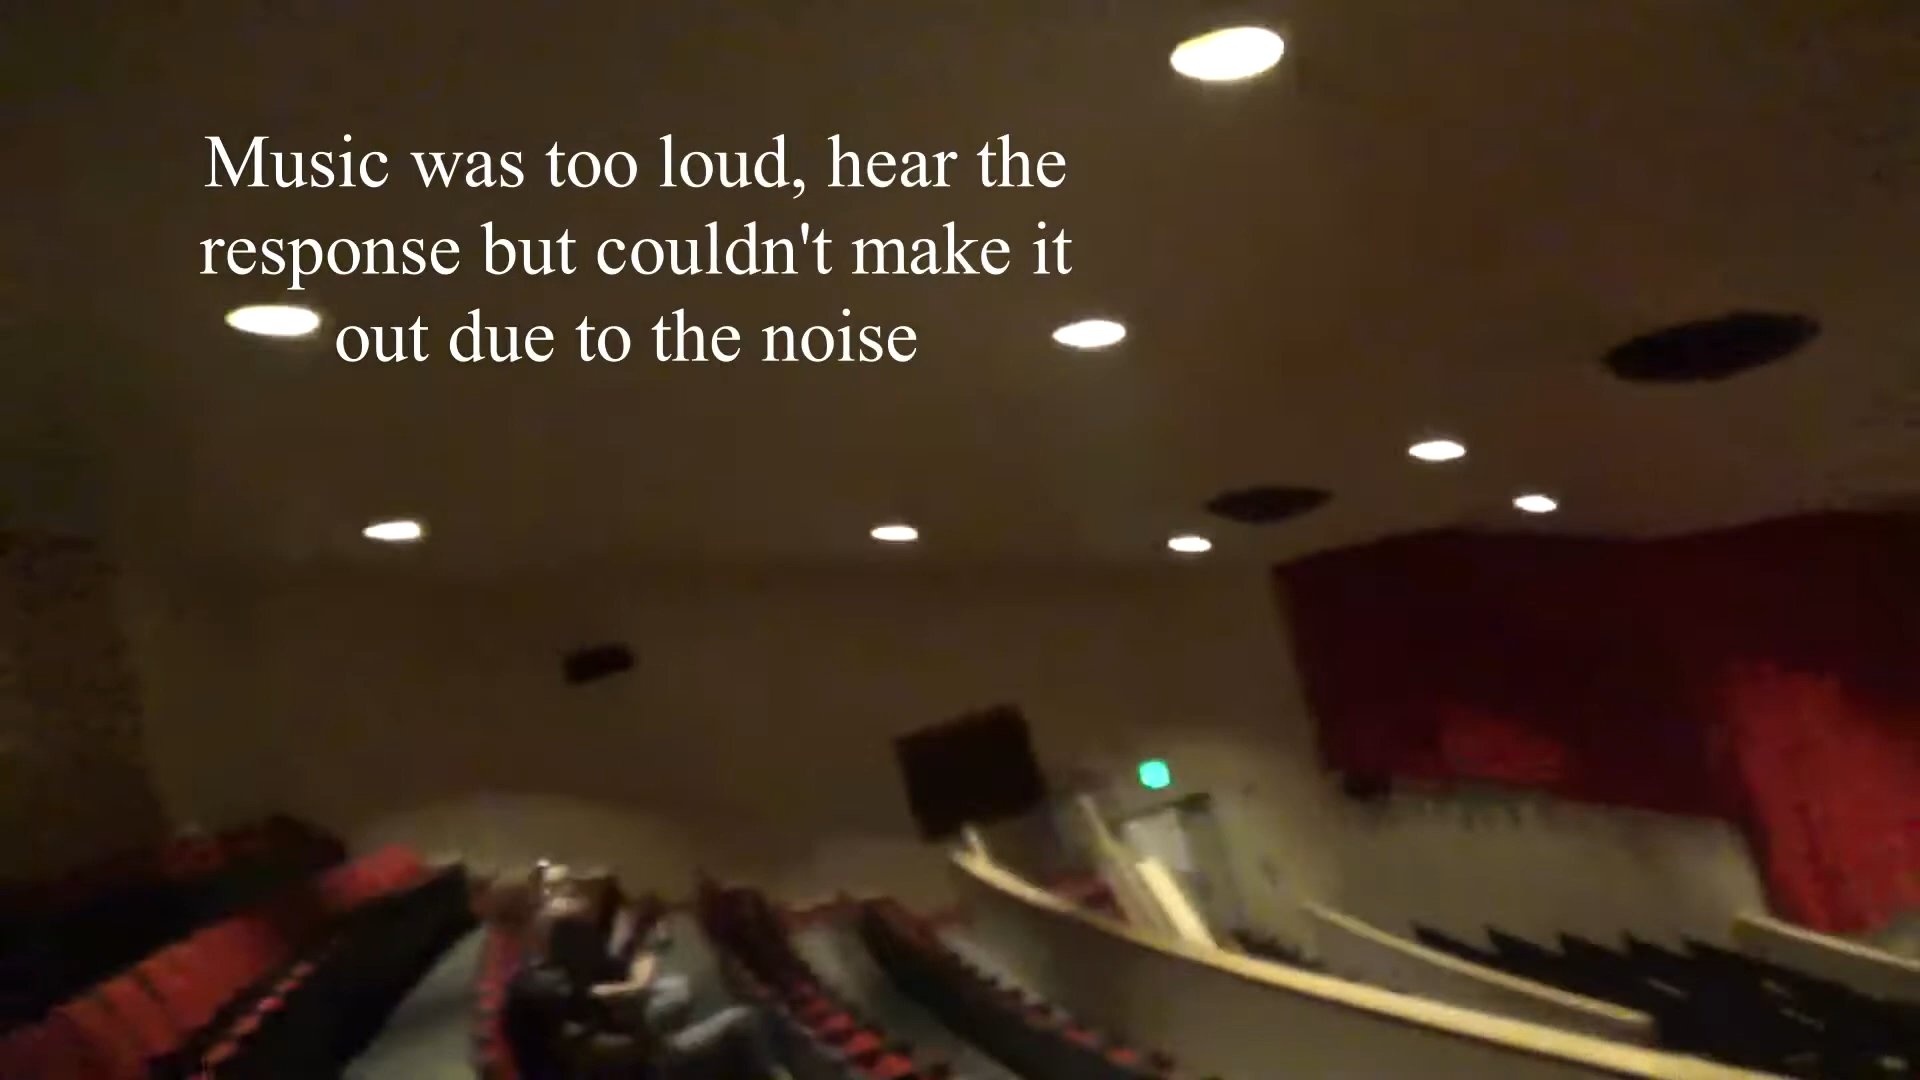 Music was too loud, hear the
response but couldn't make it
out due to the noise